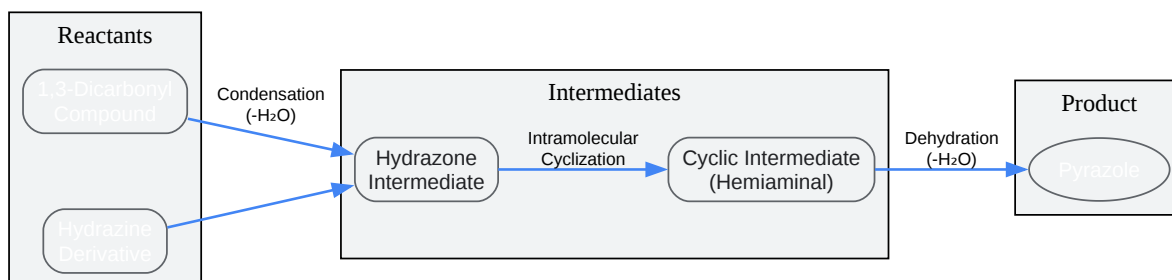 Reactants
1,3-Dicarbonyl
Compound
Hydrazine
Derivative
Condensation
(-H₂O)
Intermediates
Hydrazone
Intermediate
Intramolecular
Cyclization
Cyclic Intermediate
(Hemiaminal)
Dehydration
(-H₂O)
Product
Pyrazole